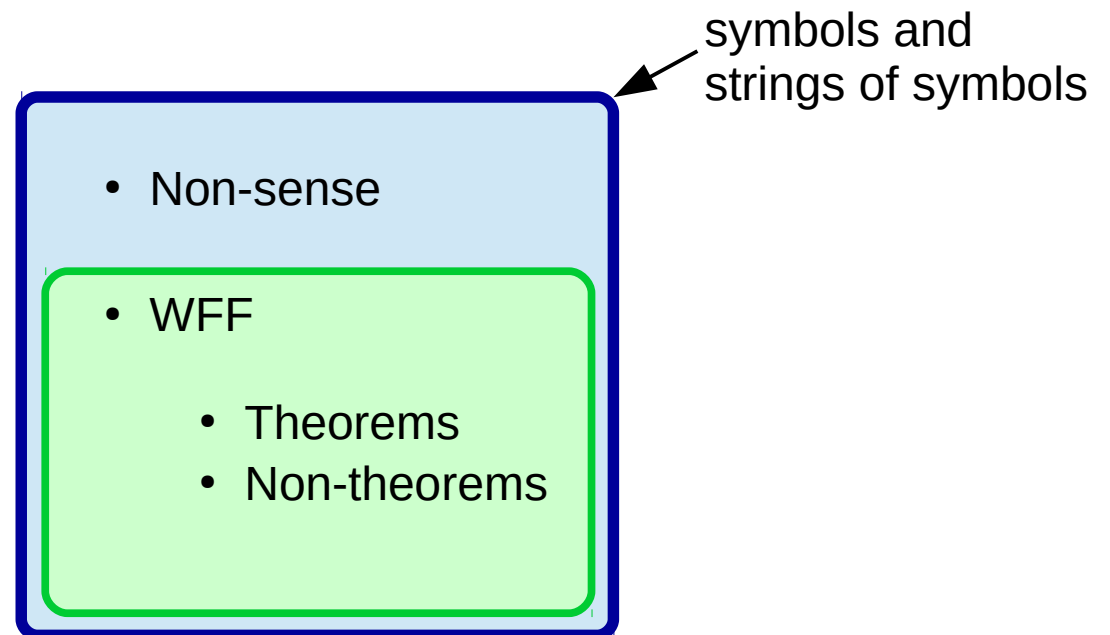 symbols and
strings of symbols
• Non-sense
• WFF
• Theorems
• Non-theorems